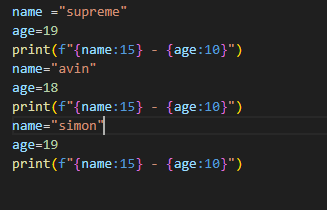 name ="supreme"
age=19
print(f"{name:15} - {age:10}")
name="avin"
age=18
print(f"{name:15} - {age:10}")
name="simon"
age=19
print(f"{name:15} - {age:10}")